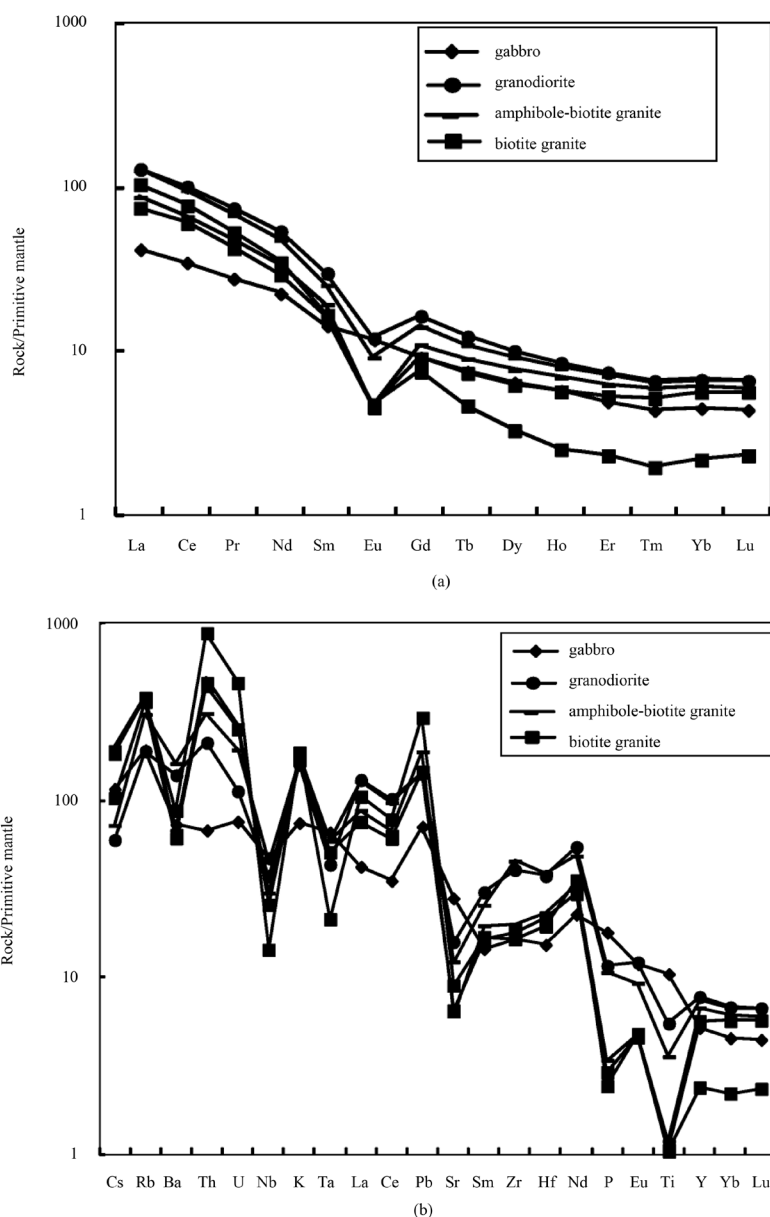 1000
gabbro
granodiorite
amphibole-biotite granite
biotite granite
100
Rock/Primitive mantle
10
1
La Ce Pr Nd Sm Eu Gd Tb Dy Ho Er Tm Yb Lu
(a)
1000
gabbro
granodiorite
amphibole-biotite granite
biotite granite
100
Rock/Primitive mantle
10
1
Cs Rb Ba Th U Nb K Ta La Ce Pb Sr Sm Zr Hf Nd P Eu Ti Y Yb Lu
(b)